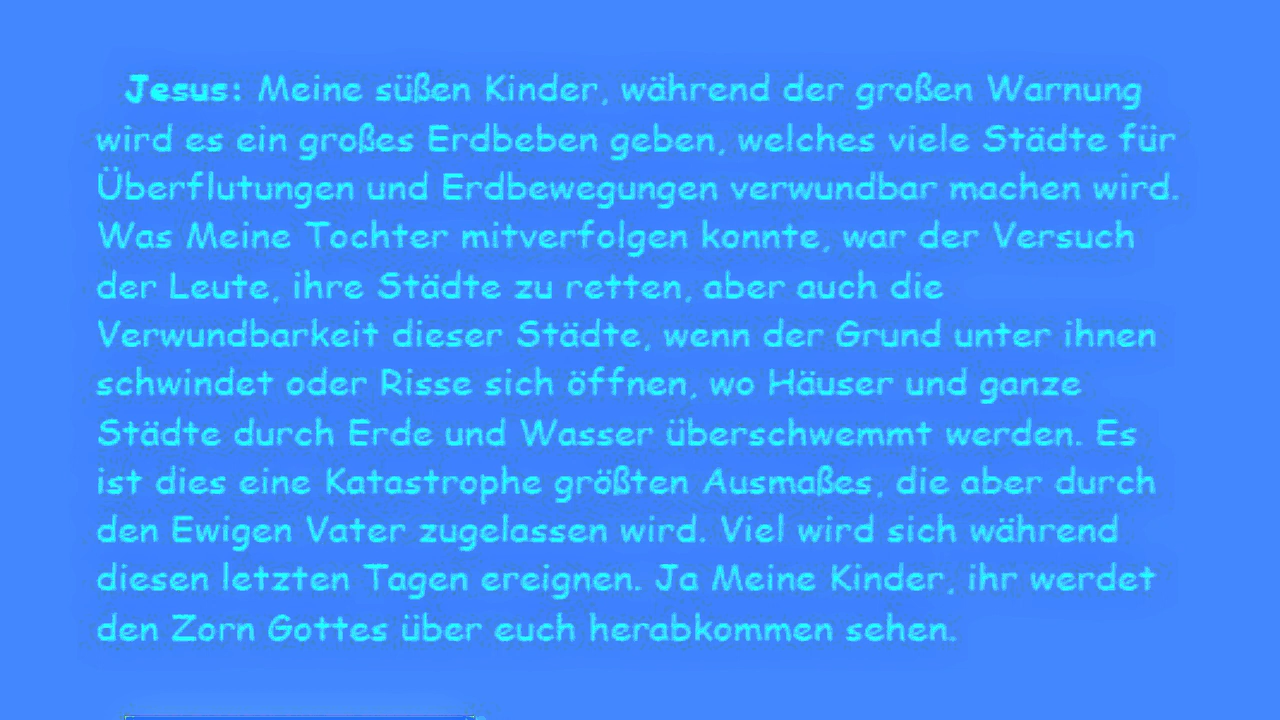 Jesus: Meine süßen Kinder, während der großen Warnung
wird es ein großes Erdbeben geben, welches viele Städte für
Überflutungen und Erdbewegungen verwundbar machen wird.
Was Meine Tochter mitverfolgen konnte, war der Versuch
der Leute, ihre Städte zu retten, aber auch die
Verwundbarkeit dieser Städte, wenn der Grund unter ihnen
schwindet oder Risse sich öffnen, wo Häuser und ganze
Städte durch Erde und Wasser überschwemmt werden. Es
ist dies eine Katastrophe größten Ausmaßes, die aber durch
den Ewigen Vater zugelassen wird. Viel wird sich während
diesen letzten Tagen ereignen. Ja Meine Kinder, ihr werdet
den Zorn Gottes über euch herabkommen sehen.